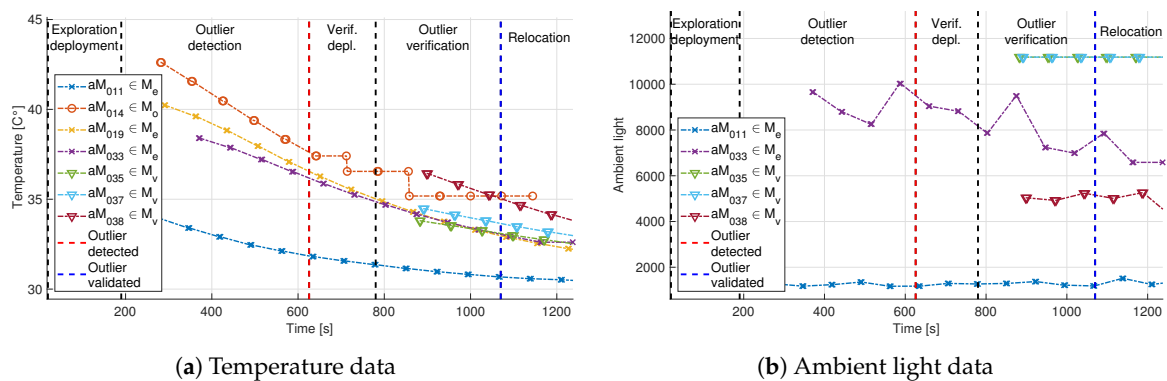 45
40
35
30
Temperature [C°]
Exploration
deployment
Outlier
detection
Verif.
depl.
Outlier
verification
Relocation
aM011 ∈ Me
aM014 ∈ Mo
aM019 ∈ Me
aM033 ∈ Me
aM035 ∈ Mv
aM037 ∈ Mv
aM038 ∈ Mv
Outlier
detected
Outlier
validated
200 400 600 800 1000 1200
Time [s]
(a) Temperature data
12000
10000
8000
6000
4000
2000
Ambient light
Exploration
deployment
Outlier
detection
Verif.
depl.
Outlier
verification
Relocation
aM011 ∈ Me
aM033 ∈ Me
aM035 ∈ Mv
aM037 ∈ Mv
aM038 ∈ Mv
Outlier
detected
Outlier
validated
200 400 600 800 1000 1200
Time [s]
(b) Ambient light data